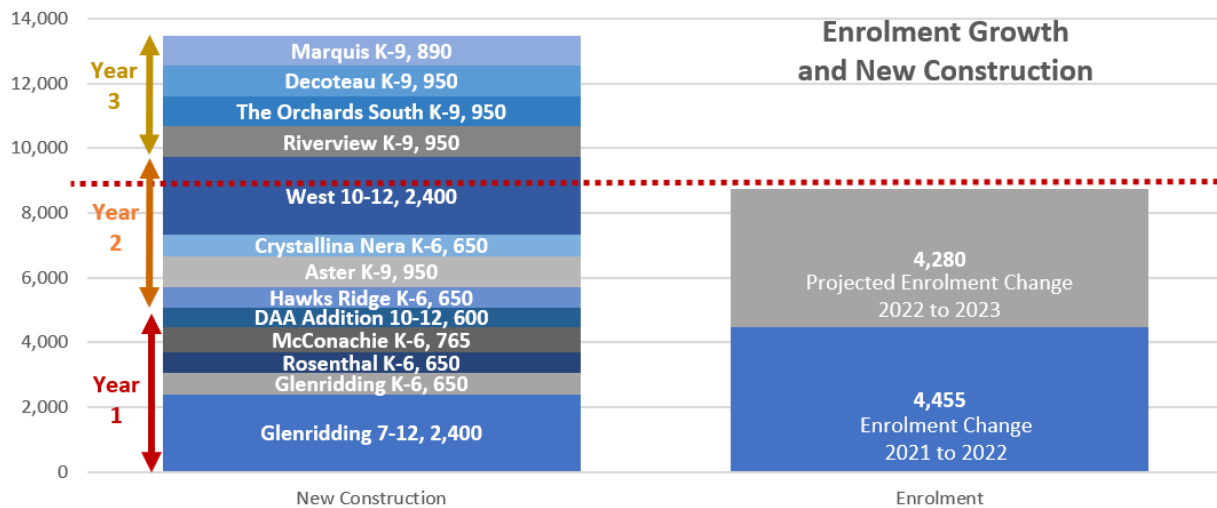 Enrolment Growth
and New Construction
14,000
12,000
10,000
8,000
6,000
4,000
2,000
0
Year
3
Year
2
Year
1
Marquis K-9, 890
Decoteau K-9, 950
The Orchards South K-9, 950
Riverview K-9, 950
West 10-12, 2,400
Crystallina Nera K-6, 650
Aster K-9, 950
Hawks Ridge K-6, 650
DAA Addition 10-12, 600
McConachie K-6, 765
Rosenthal K-6, 650
Glenridding K-6, 650
Glenridding 7-12, 2,400
4,280
Projected Enrolment Change
2022 to 2023
4,455
Enrolment Change
2021 to 2022
New Construction
Enrolment